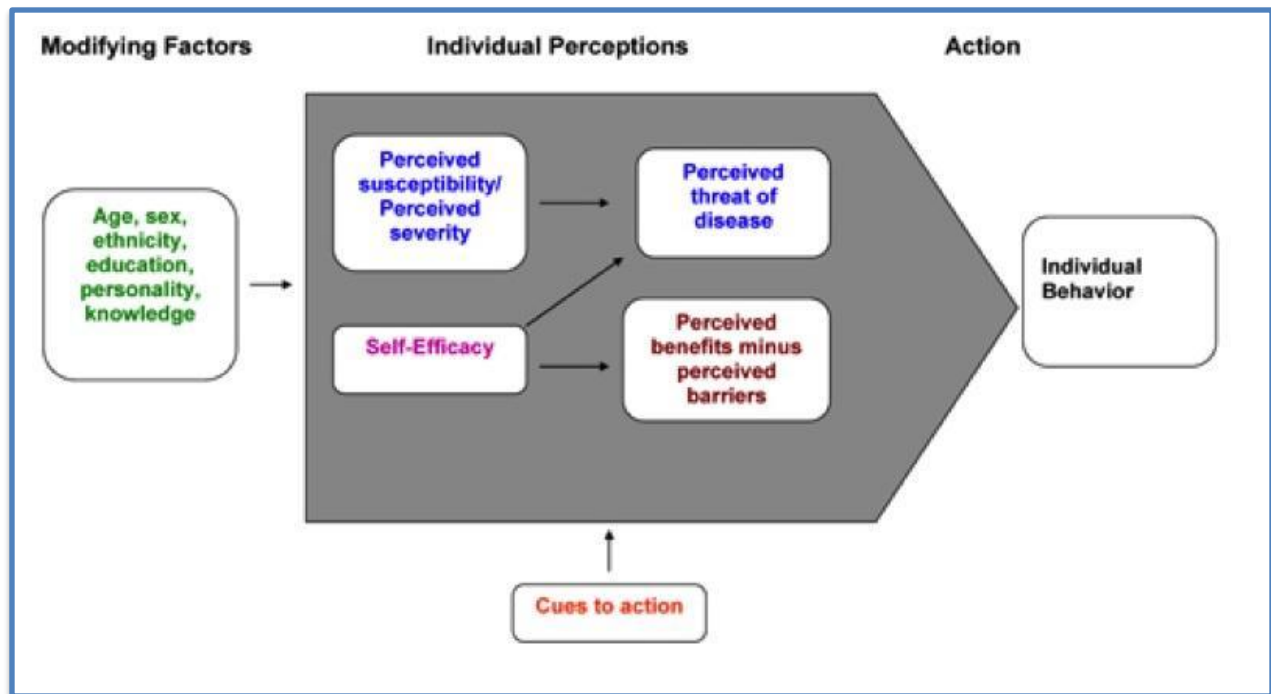 Modifying Factors
Individual Perceptions
Action
Age, sex,
ethnicity,
education,
personality,
knowledge
Perceived
susceptibility/
Perceived
severity
Self-Efficacy
Perceived
threat of
disease
Perceived
benefits minus
perceived
barriers
Individual
Behavior
Cues to action